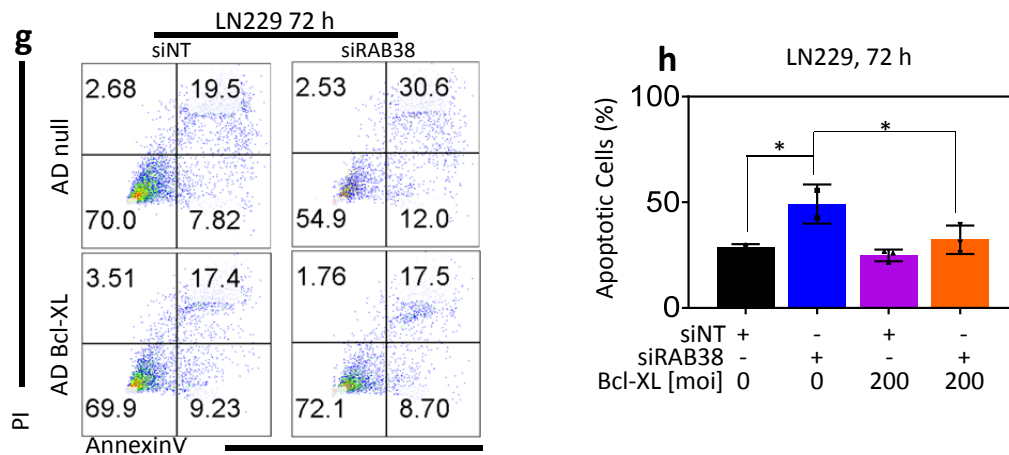 g
LN229 72 h
siNT siRAB38
AD null
2.68 19.5
70.0 7.82
2.53 30.6
54.9 12.0
AD Bcl-XL
3.51 17.4
69.9 9.23
1.76 17.5
72.1 8.70
PI
AnnexinV
h
LN229, 72 h
Apoptotic Cells (%)
100
50
0
*
*
siNT + - + -
siRAB38 - + - +
Bcl-XL [moi] 0 0 200 200